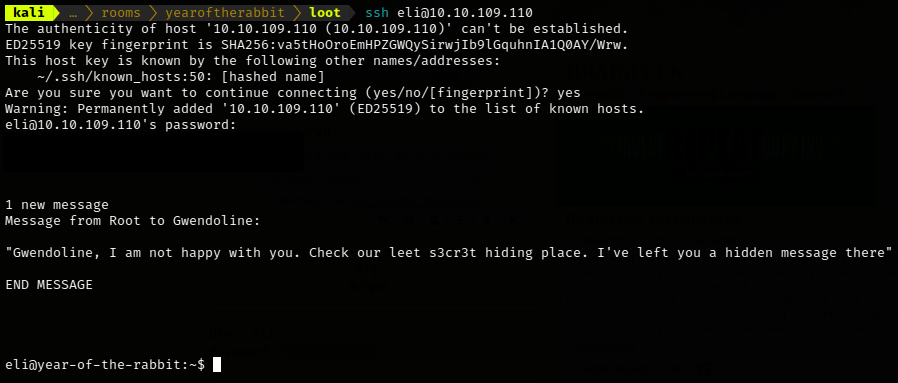 kali … rooms yearoftherabbit loot ssh eli@10.10.109.110
The authenticity of host '10.10.109.110 (10.10.109.110)' can't be established.
ED25519 key fingerprint is SHA256:va5tHoOroEmHPZGWQySirwjIb9lGquhnIA1Q0AY/Wrw.
This host key is known by the following other names/addresses:
    ~/.ssh/known_hosts:50: [hashed name]
Are you sure you want to continue connecting (yes/no/[fingerprint])? yes
Warning: Permanently added '10.10.109.110' (ED25519) to the list of known hosts.
eli@10.10.109.110's password:
1 new message
Message from Root to Gwendoline:
"Gwendoline, I am not happy with you. Check our leet s3cr3t hiding place. I've left you a hidden message there"
END MESSAGE
eli@year-of-the-rabbit:~$